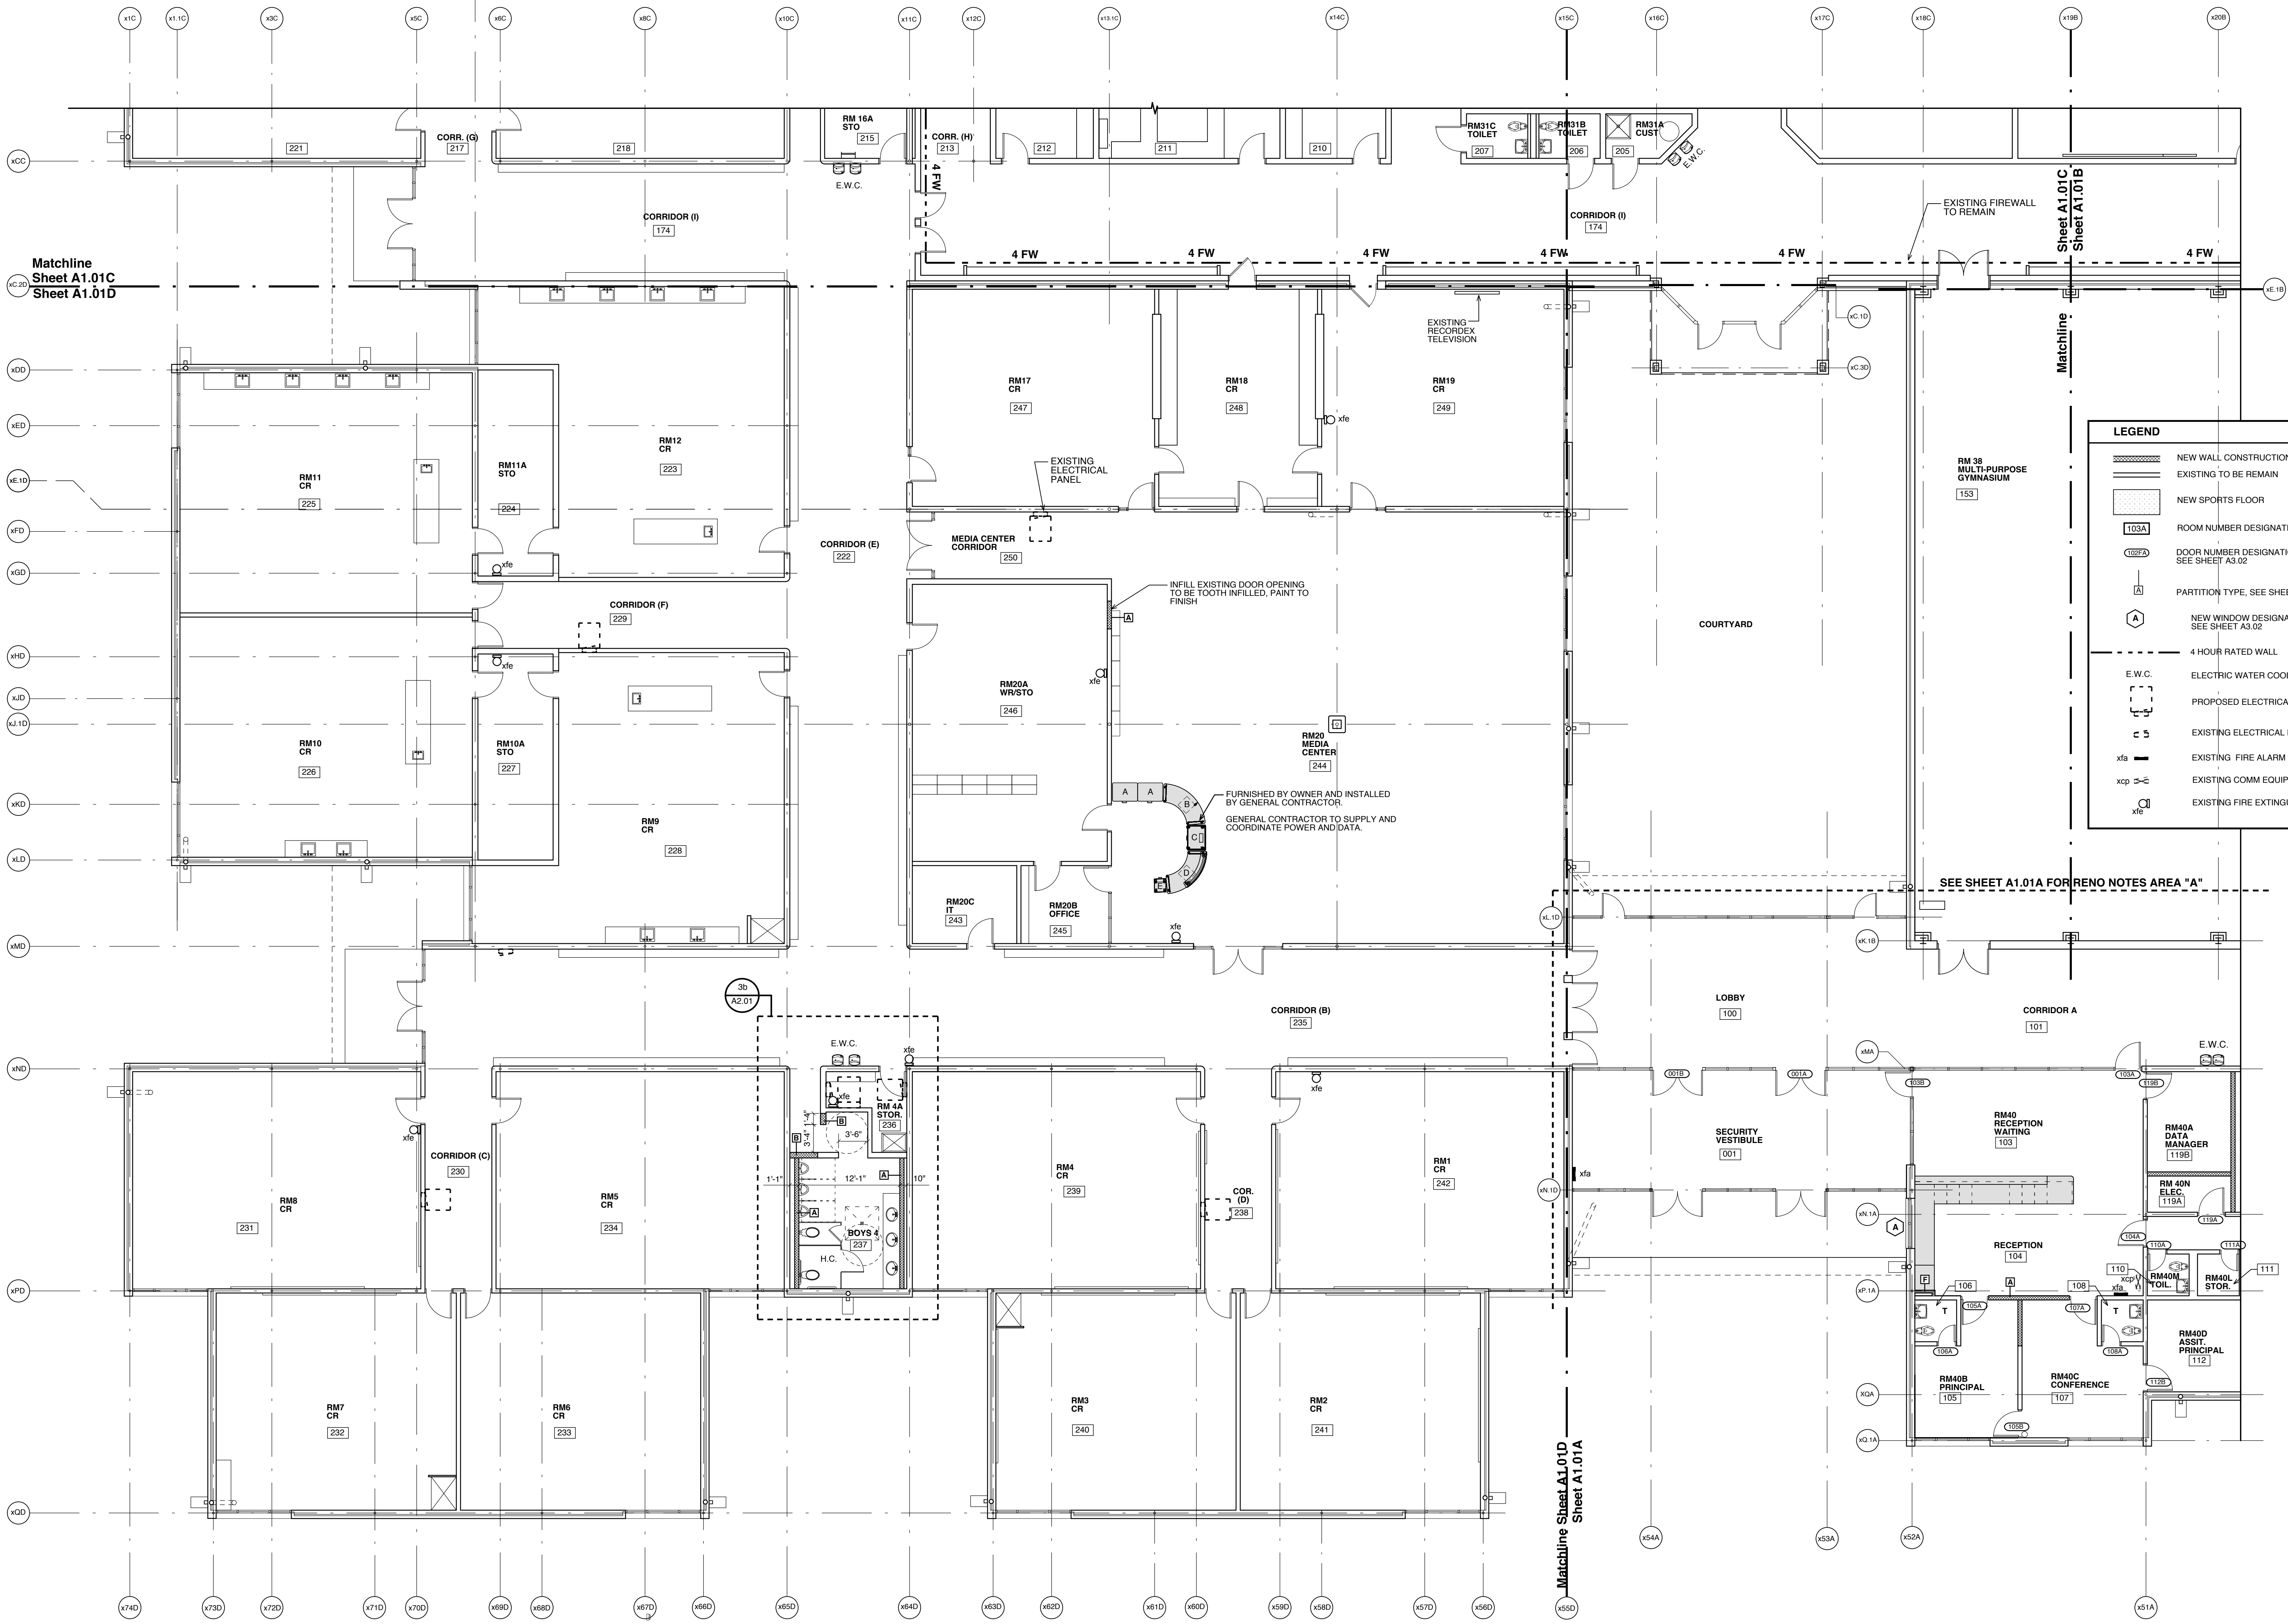 x1C
x1.1C
x3C
x5C
x6C
x8C
x10C
x11C
x12C
x13.1C
x14C
x15C
x16C
x17C
x18C
x19B
x20B
xCC
221
CORR. (G)
217
218
RM 16A
STO
215
E.W.C.
CORR. (H)
213
4 FW
212
211
210
RM31C
TOILET
207
RM31B
TOILET
206
RM31A
CUST
205
E.W.C.
CORRIDOR (I)
174
CORRIDOR (I)
174
EXISTING FIREWALL
TO REMAIN
Sheet A1.01C
Sheet A1.01B
Matchline
4 FW
4 FW
4 FW
4 FW
4 FW
4 FW
Matchline
Sheet A1.01C
Sheet A1.01D
xC.2D
xE.1B
xC.1D
xC.3D
EXISTING
RECORDEX
TELEVISION
xDD
xED
xE.1D
xFD
xGD
xHD
xJD
xJ.1D
xKD
xLD
xMD
xND
xPD
xQD
RM17
CR
247
RM18
CR
248
RM19
CR
249
xfe
RM12
CR
223
RM11
CR
225
RM11A
STO
224
xfe
EXISTING
ELECTRICAL
PANEL
CORRIDOR (E)
222
MEDIA CENTER
CORRIDOR
250
CORRIDOR (F)
229
INFILL EXISTING DOOR OPENING
TO BE TOOTH INFILLED, PAINT TO
FINISH
A
COURTYARD
RM 38
MULTI-PURPOSE
GYMNASIUM
153
LEGEND
NEW WALL CONSTRUCTION
EXISTING TO BE REMAIN
NEW SPORTS FLOOR
103A
ROOM NUMBER DESIGNATI
102FA
DOOR NUMBER DESIGNATI
SEE SHEET A3.02
A
PARTITION TYPE, SEE SHEE
A
NEW WINDOW DESIGNA
SEE SHEET A3.02
4 HOUR RATED WALL
E.W.C.
ELECTRIC WATER COOL
PROPOSED ELECTRICA
EXISTING ELECTRICAL
xfa
EXISTING FIRE ALARM
xcp
EXISTING COMM EQUIP
xfe
EXISTING FIRE EXTINGU
xfe
RM10
CR
226
RM10A
STO
227
RM9
CR
228
RM20A
WR/STO
246
xfe
RM20
MEDIA
CENTER
244
A
A
B
C
D
E
FURNISHED BY OWNER AND INSTALLED
BY GENERAL CONTRACTOR.
GENERAL CONTRACTOR TO SUPPLY AND
COORDINATE POWER AND DATA.
RM20C
IT
243
RM20B
OFFICE
245
xfe
SEE SHEET A1.01A FOR RENO NOTES AREA "A"
xL.1D
xK.1B
3b
A2.01
CORRIDOR (B)
235
LOBBY
100
CORRIDOR A
101
E.W.C.
xMA
E.W.C.
xfe
xfe
RM 4A
STOR.
236
B
B
3'-4"
1'-4"
3'-6"
1'-1"
12'-1"
10"
A
A
BOYS 4
237
H.C.
xfe
CORRIDOR (C)
230
RM8
CR
231
RM5
CR
234
RM4
CR
239
COR.
(D)
238
xfe
RM1
CR
242
xfa
xN.1D
001B
001A
SECURITY
VESTIBULE
001
103B
103A
119B
RM40
RECEPTION
WAITING
103
RM40A
DATA
MANAGER
119B
RM 40N
ELEC.
119A
119A
xN.1A
A
RECEPTION
104
104A
110A
111A
110
RM40M
TOIL.
RM40L
STOR.
111
xcp
xfa
F
A
106
108
xP.1A
T
105A
107A
T
106A
108A
RM40D
ASSIT.
PRINCIPAL
112
112B
RM40B
PRINCIPAL
105
RM40C
CONFERENCE
107
105B
XQA
xQ.1A
RM7
CR
232
RM6
CR
233
RM3
CR
240
RM2
CR
241
Matchline Sheet A1.01D
Sheet A1.01A
x54A
x53A
x52A
x74D
x73D
x72D
x71D
x70D
x69D
x68D
x67D
x66D
x65D
x64D
x63D
x62D
x61D
x60D
x59D
x58D
x57D
x56D
x55D
x51A